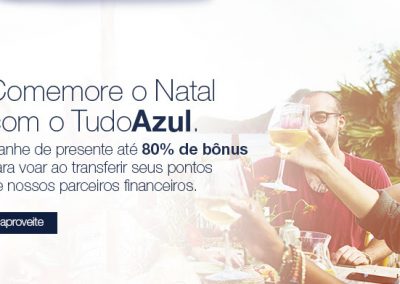 Comemore o Natal
com o TudoAzul.
anhe de presente até 80% de bônus
ara voar ao transferir seus pontos
e nossos parceiros financeiros.
aproveite